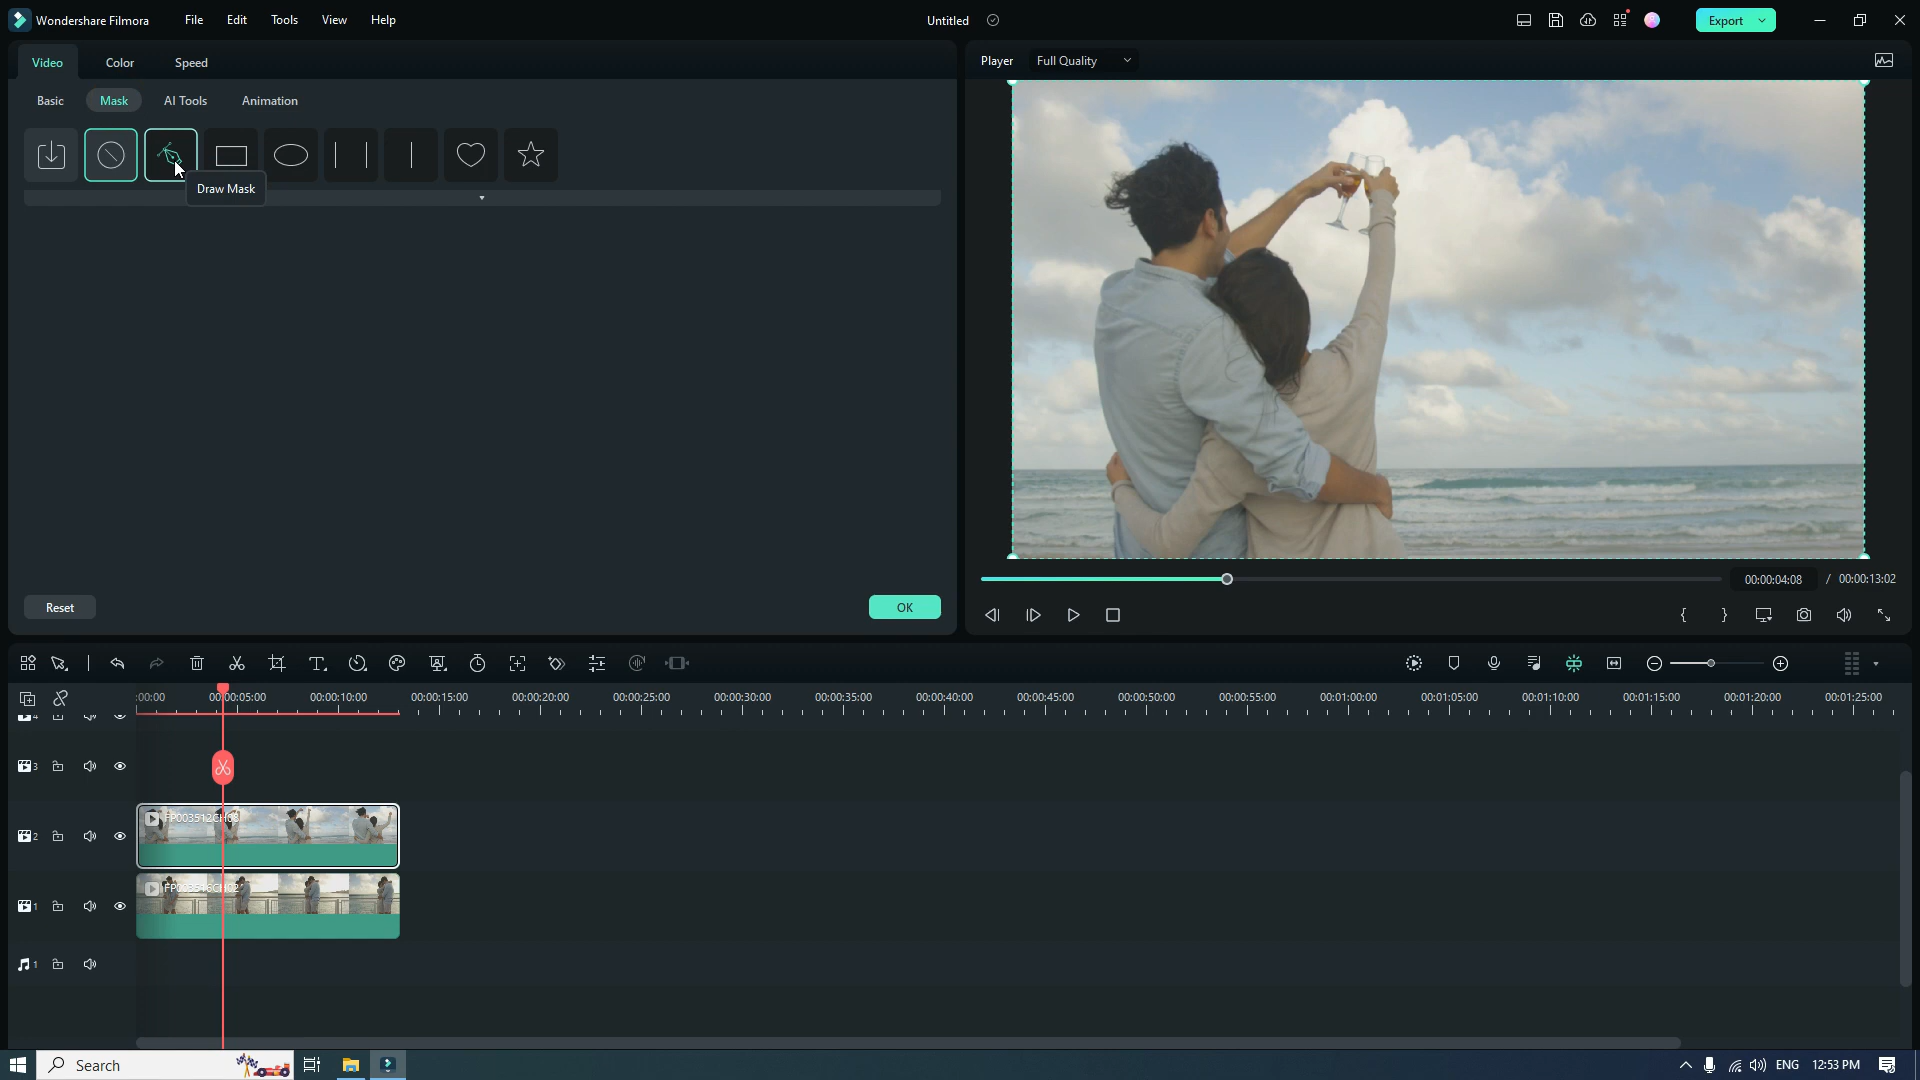 Wondershare Filmora File Edit Tools View Help Untitled Export
Video Color Speed
Player Full Quality
Basic Mask AI Tools Animation
Draw Mask
Reset OK
00:00:04:08 / 00:00:13:02
:00:00 00:00:05:00 00:00:10:00 00:00:15:00 00:00:20:00 00:00:25:00 00:00:30:00 00:00:35:00 00:00:40:00 00:00:45:00 00:00:50:00 00:00:55:00 00:01:00:00 00:01:05:00 00:01:10:00 00:01:15:00 00:01:20:00 00:01:25:00
4
3
2
1
1
Search
ENG 12:53 PM